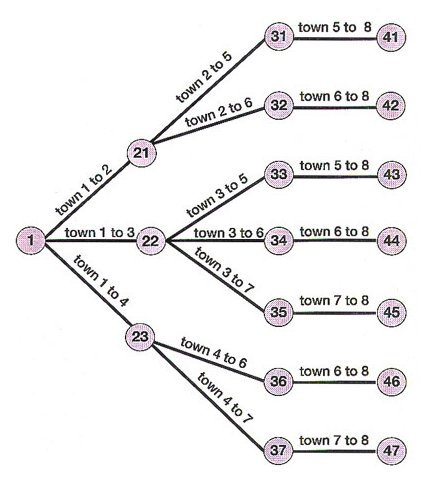 31 town 5 to 8 41
town 2 to 5
32 town 6 to 8 42
town 2 to 6
21
33 town 5 to 8 43
town 1 to 2
town 3 to 5
1 town 1 to 3 22 town 3 to 6 34 town 6 to 8 44
town 1 to 4
town 3 to 7
35 town 7 to 8 45
23
town 4 to 6
36 town 6 to 8 46
town 4 to 7
37 town 7 to 8 47